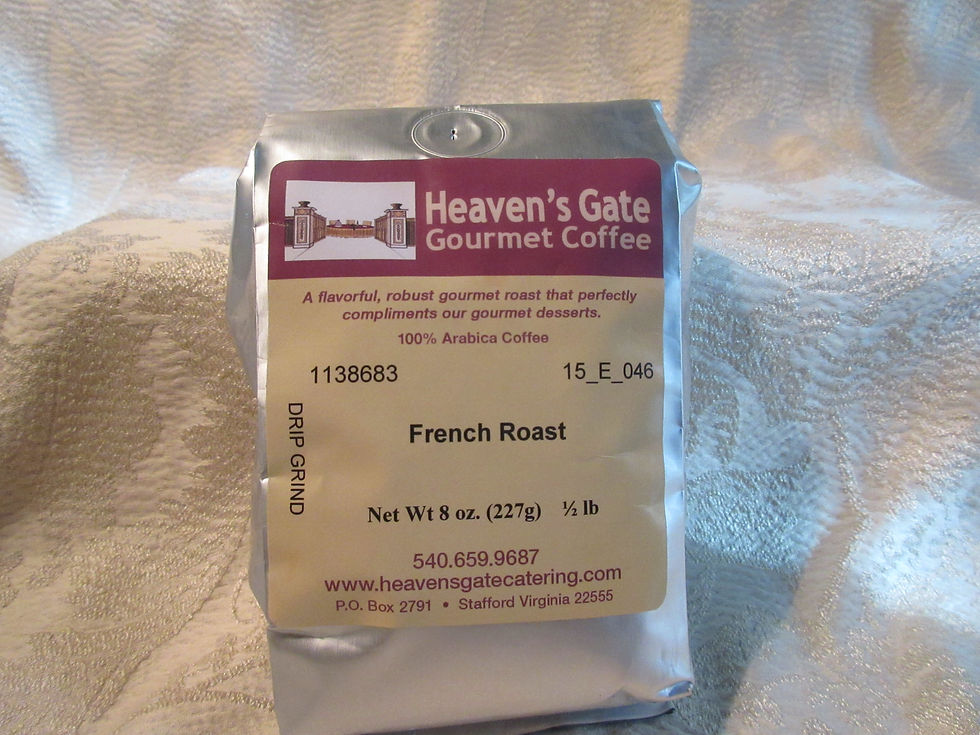 Heaven's Gate
Gourmet Coffee
A flavorful, robust gourmet roast that perfectly
compliments our gourmet desserts.
100% Arabica Coffee
1138683 15_E_046
DRIP GRIND
French Roast
Net Wt 8 oz. (227g) ½ lb
540.659.9687
www.heavensgatecatering.com
P.O. Box 2791 • Stafford Virginia 22555